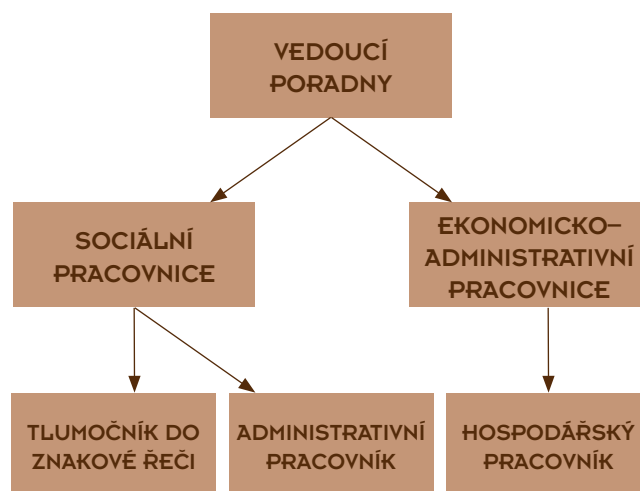 VEDOUCÍ
PORADNY
SOCIÁLNÍ
PRACOVNICE
EKONOMICKO–
ADMINISTRATIVNÍ
PRACOVNICE
TLUMOČNÍK DO
ZNAKOVÉ ŘEČI
ADMINISTRATIVNÍ
PRACOVNÍK
HOSPODÁŘSKÝ
PRACOVNÍK